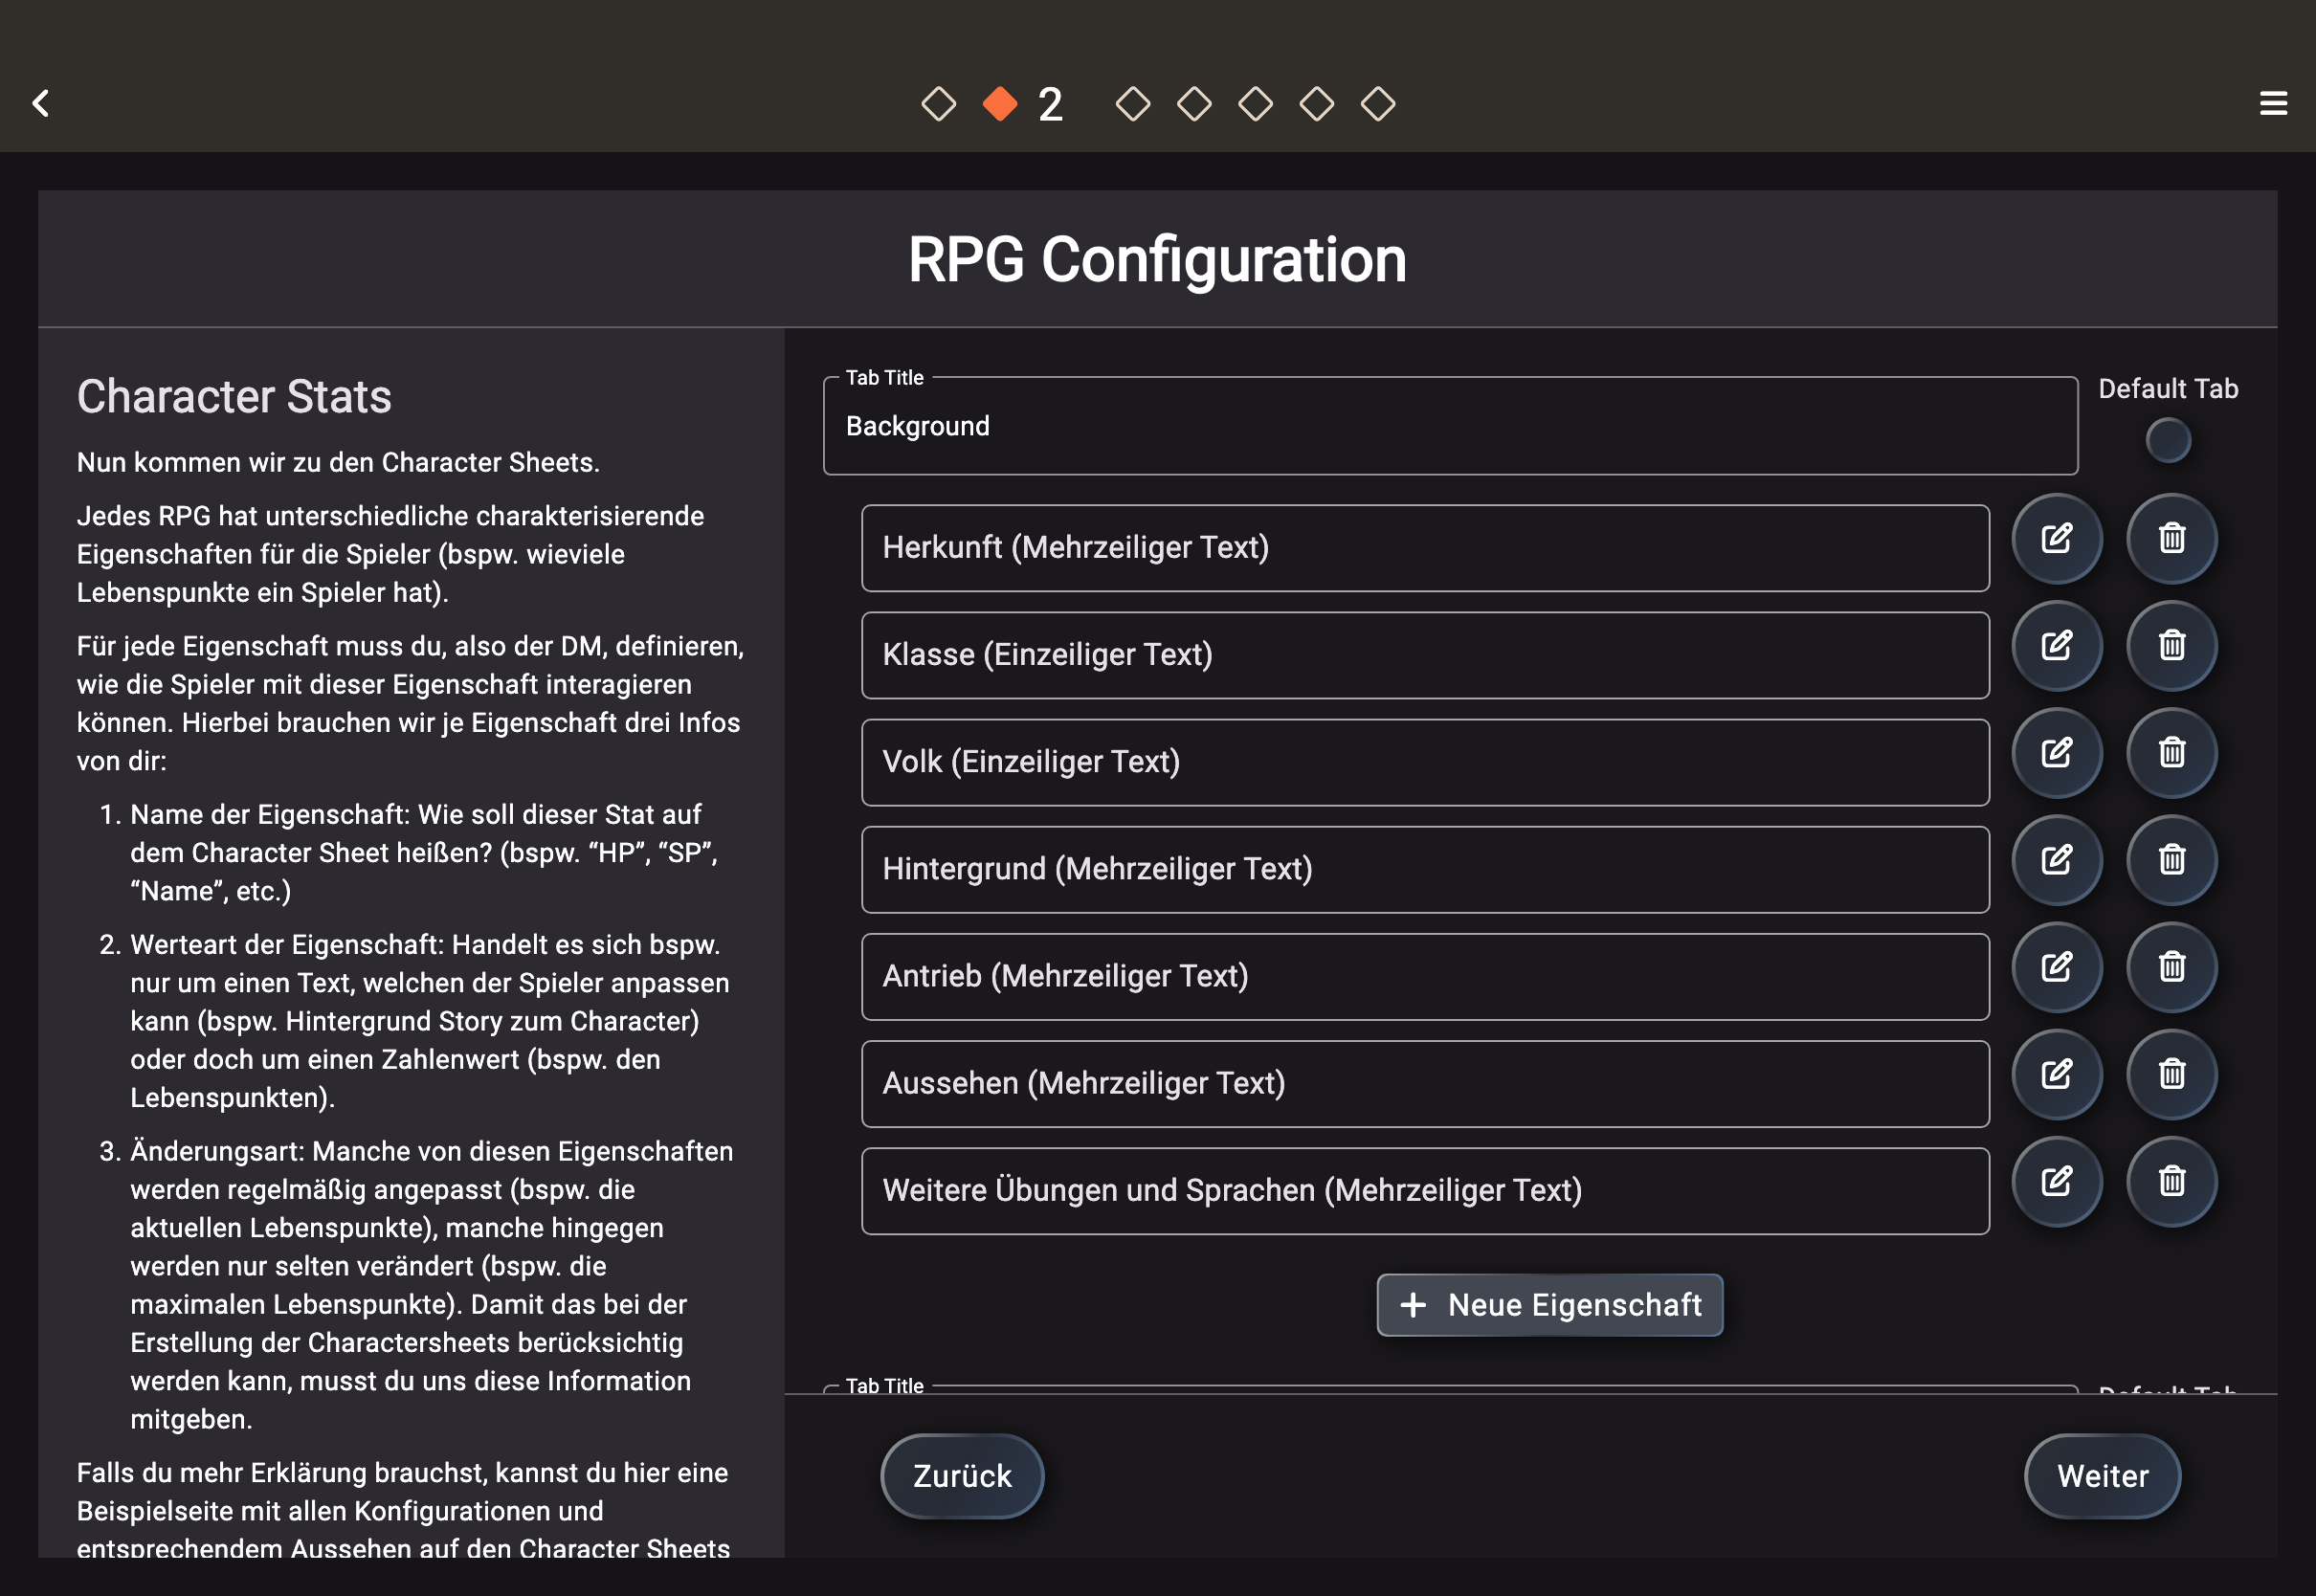 2
RPG Configuration
Character Stats
Nun kommen wir zu den Character Sheets.
Jedes RPG hat unterschiedliche charakterisierende
Eigenschaften für die Spieler (bspw. wieviele
Lebenspunkte ein Spieler hat).
Für jede Eigenschaft muss du, also der DM, definieren,
wie die Spieler mit dieser Eigenschaft interagieren
können. Hierbei brauchen wir je Eigenschaft drei Infos
von dir:
1. Name der Eigenschaft: Wie soll dieser Stat auf
dem Character Sheet heißen? (bspw. “HP”, “SP”,
“Name”, etc.)
2. Werteart der Eigenschaft: Handelt es sich bspw.
nur um einen Text, welchen der Spieler anpassen
kann (bspw. Hintergrund Story zum Character)
oder doch um einen Zahlenwert (bspw. den
Lebenspunkten).
3. Änderungsart: Manche von diesen Eigenschaften
werden regelmäßig angepasst (bspw. die
aktuellen Lebenspunkte), manche hingegen
werden nur selten verändert (bspw. die
maximalen Lebenspunkte). Damit das bei der
Erstellung der Charactersheets berücksichtig
werden kann, musst du uns diese Information
mitgeben.
Falls du mehr Erklärung brauchst, kannst du hier eine
Beispielseite mit allen Konfigurationen und
entsprechendem Aussehen auf den Character Sheets
Tab Title
Background
Default Tab
Herkunft (Mehrzeiliger Text)
Klasse (Einzeiliger Text)
Volk (Einzeiliger Text)
Hintergrund (Mehrzeiliger Text)
Antrieb (Mehrzeiliger Text)
Aussehen (Mehrzeiliger Text)
Weitere Übungen und Sprachen (Mehrzeiliger Text)
+ Neue Eigenschaft
Tab Title
Default Tab
Zurück
Weiter